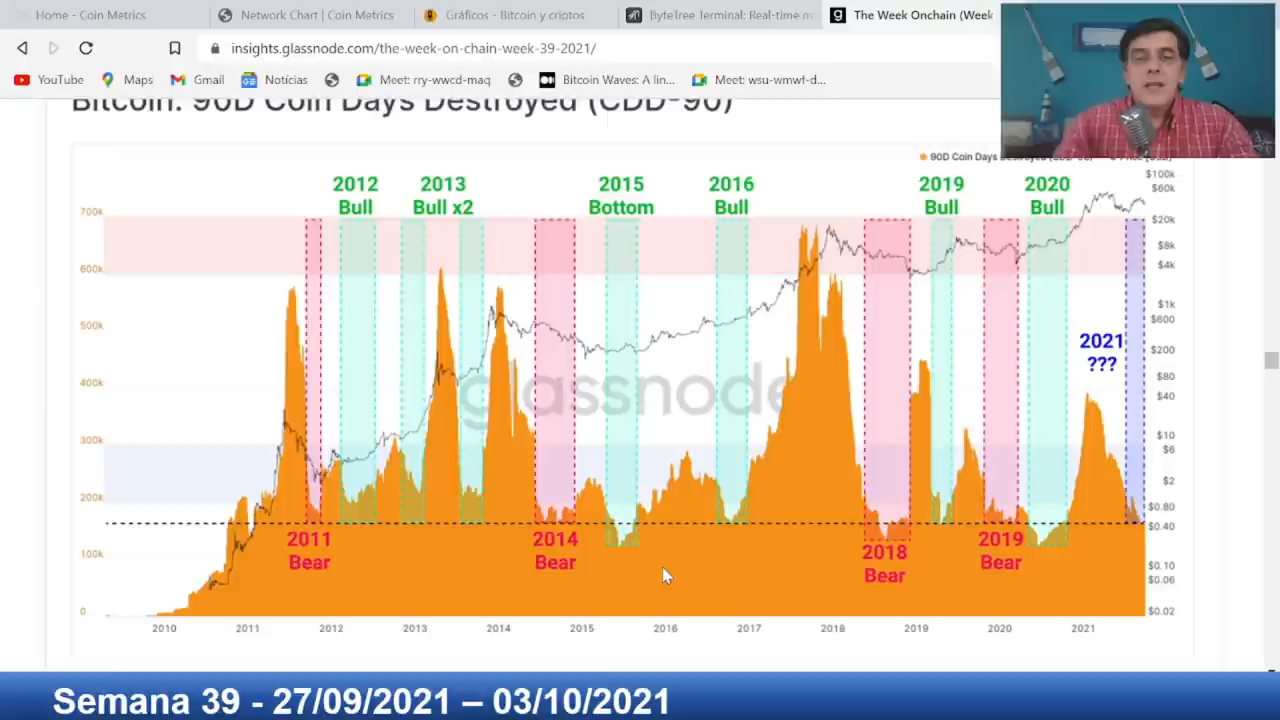 Home - Coin Metrics
Network Chart | Coin Metrics
Gráficos - Bitcoin y criptos
ByteTree Terminal: Real-time m
The Week Onchain (Week
insights.glassnode.com/the-week-on-chain-week-39-2021/
YouTube
Maps
Gmail
Notícias
Meet: rry-wwcd-maq
Bitcoin Waves: A lin...
Meet: wsu-wmwf-d...
Bitcoin: 90D Coin Days Destroyed (CDD-90)
90D Coin Days Destroyed (CDD-90)
Price [USD]
2012 Bull
2013 Bull x2
2015 Bottom
2016 Bull
2019 Bull
2020 Bull
2021 ???
700k
600k
500k
400k
300k
200k
100k
0
$100k
$60k
$20k
$8k
$4k
$1k
$600
$200
$80
$40
$10
$6
$2
$0.80
$0.40
$0.10
$0.06
$0.02
glassnode
2011 Bear
2014 Bear
2018 Bear
2019 Bear
2010 2011 2012 2013 2014 2015 2016 2017 2018 2019 2020 2021
Semana 39 - 27/09/2021 – 03/10/2021